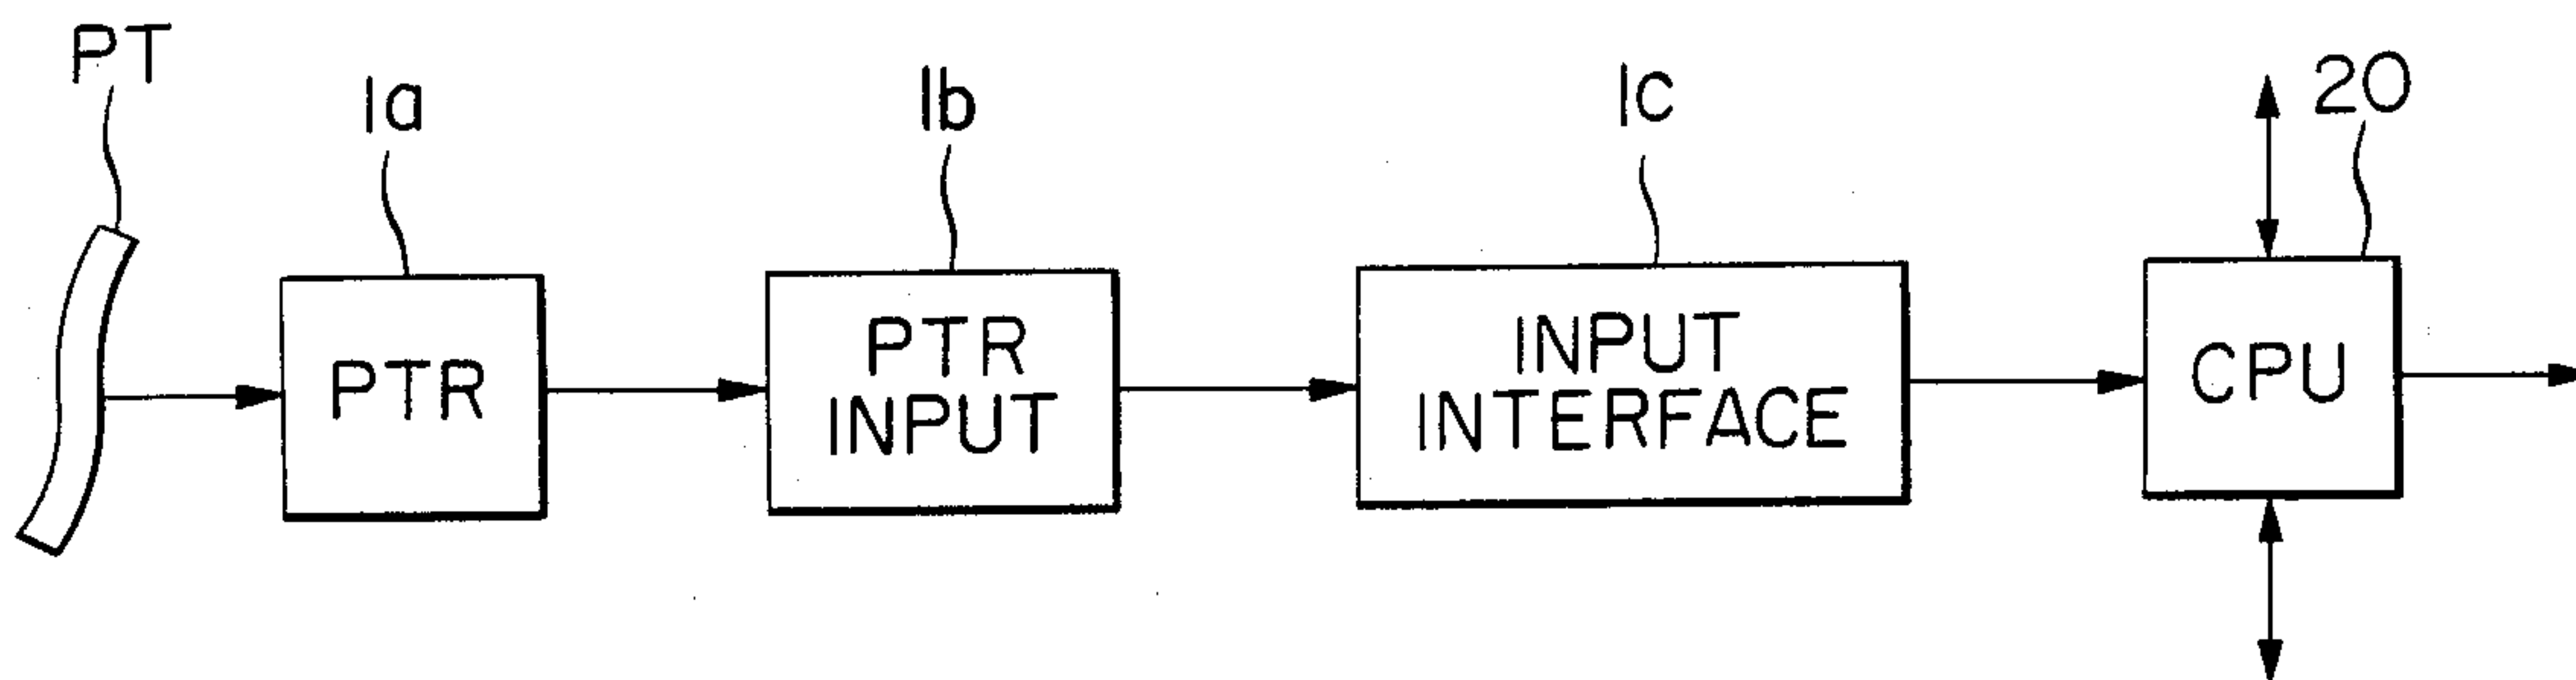 PT
1a
1b
1c
20
PTR
PTR
INPUT
INPUT
INTERFACE
CPU